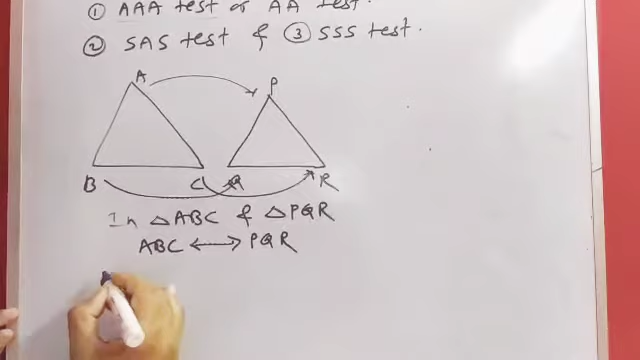 ① AAA test or AA test.
② SAS test & ③ SSS test.
A P
B C Q R
In △ABC & △PQR
ABC ⟷ PQR